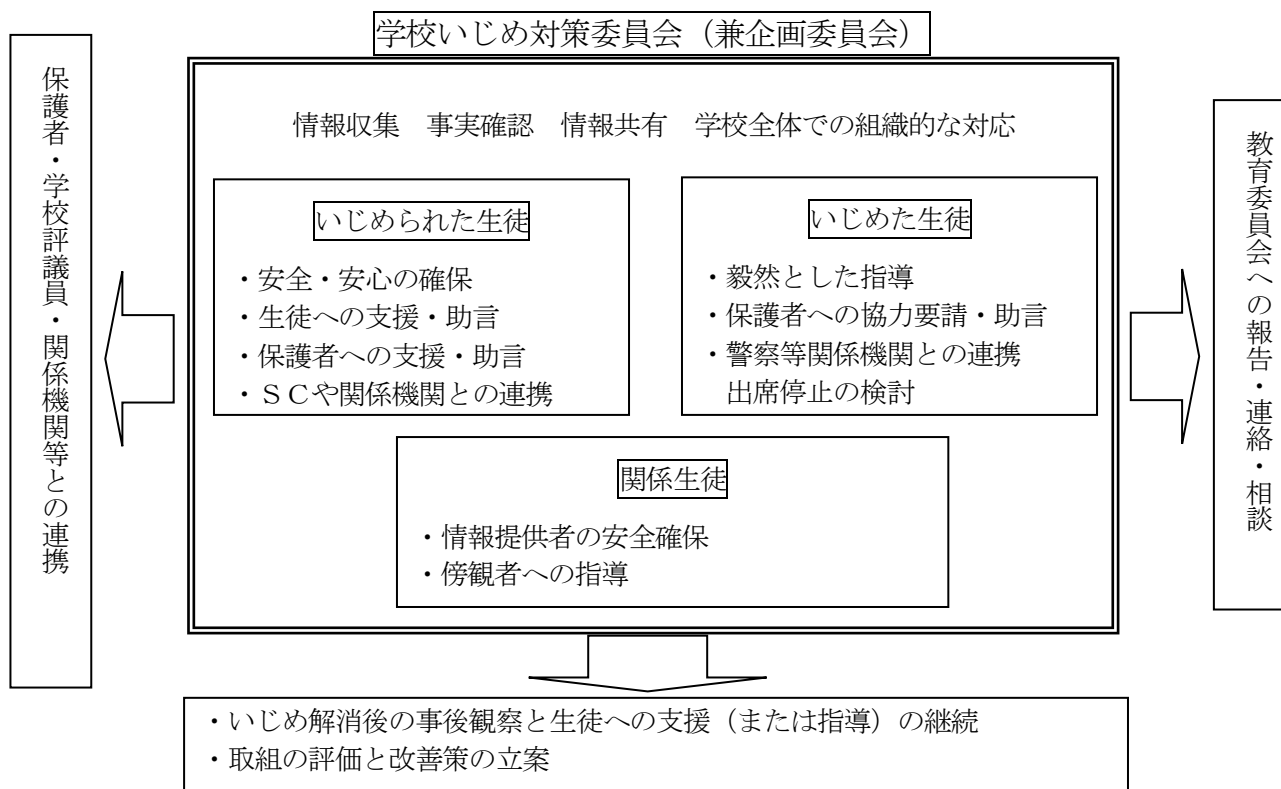 学校いじめ対策委員会（兼企画委員会）
保護者・学校評議員・関係機関等との連携
情報収集　事実確認　情報共有　学校全体での組織的な対応
いじめられた生徒
・安全・安心の確保
・生徒への支援・助言
・保護者への支援・助言
・ＳＣや関係機関との連携
いじめた生徒
・毅然とした指導
・保護者への協力要請・助言
・警察等関係機関との連携
出席停止の検討
関係生徒
・情報提供者の安全確保
・傍観者への指導
教育委員会への報告・連絡・相談
・いじめ解消後の事後観察と生徒への支援（または指導）の継続
・取組の評価と改善策の立案